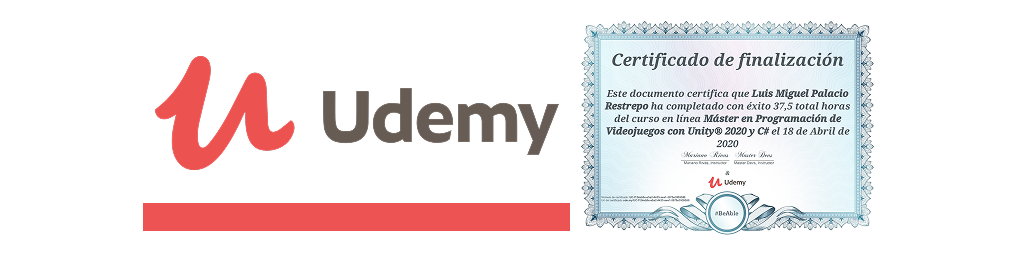 Udemy
Certificado de finalización
Este documento certifica que Luis Miguel Palacio
Restrepo ha completado con éxito 37,5 total horas
del curso en línea Máster en Programación de
Videojuegos con Unity® 2020 y C# el 18 de Abril de
2020
Mariano Rivas Master Devs
Mariano Rivas, Instructor Master Devs, Instructor
&
Udemy
#BeAble